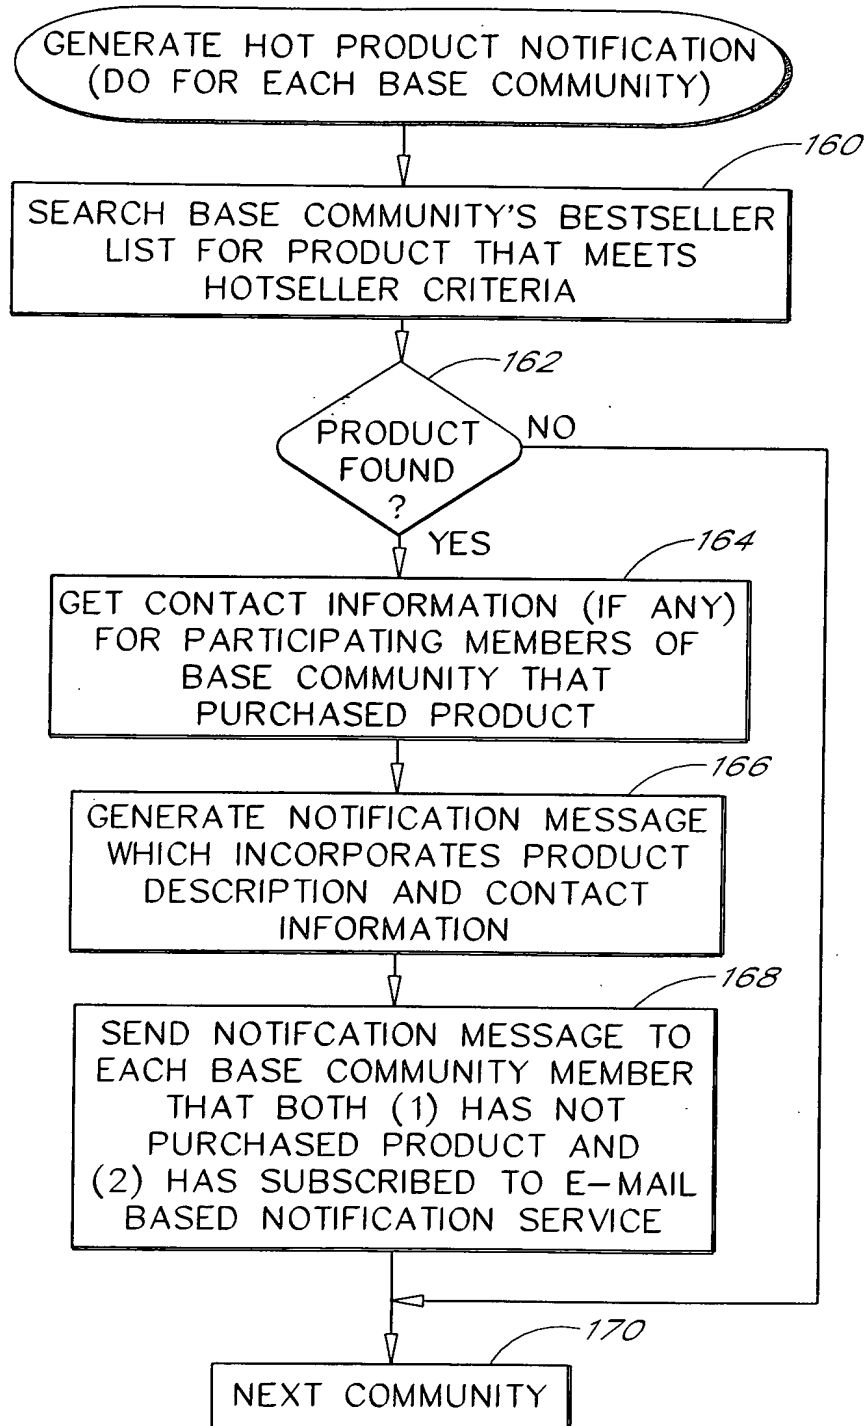 GENERATE HOT PRODUCT NOTIFICATION
(DO FOR EACH BASE COMMUNITY)
160
SEARCH BASE COMMUNITY'S BESTSELLER
LIST FOR PRODUCT THAT MEETS
HOTSELLER CRITERIA
162
PRODUCT
FOUND
?
NO
YES
164
GET CONTACT INFORMATION (IF ANY)
FOR PARTICIPATING MEMBERS OF
BASE COMMUNITY THAT
PURCHASED PRODUCT
166
GENERATE NOTIFICATION MESSAGE
WHICH INCORPORATES PRODUCT
DESCRIPTION AND CONTACT
INFORMATION
168
SEND NOTIFCATION MESSAGE TO
EACH BASE COMMUNITY MEMBER
THAT BOTH (1) HAS NOT
PURCHASED PRODUCT AND
(2) HAS SUBSCRIBED TO E-MAIL
BASED NOTIFICATION SERVICE
170
NEXT COMMUNITY